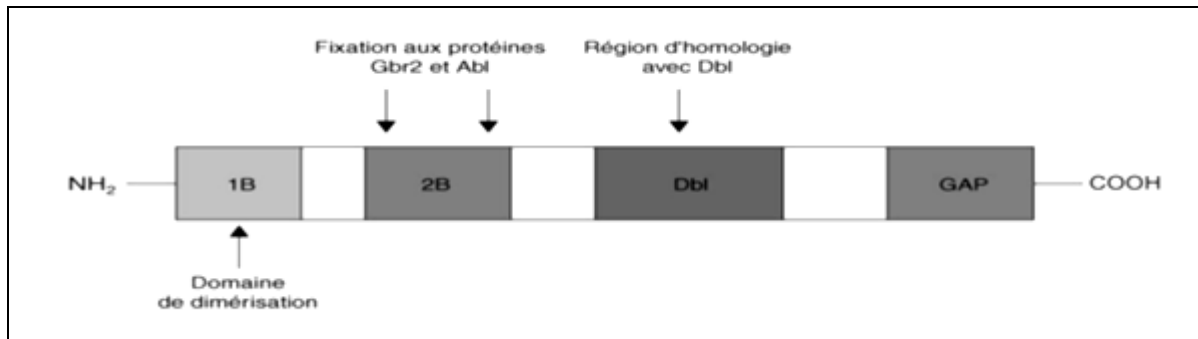 Fixation aux protéines
Gbr2 et Abl
Région d'homologie
avec Dbl
NH₂
1B
2B
Dbl
GAP
COOH
Domaine
de dimérisation